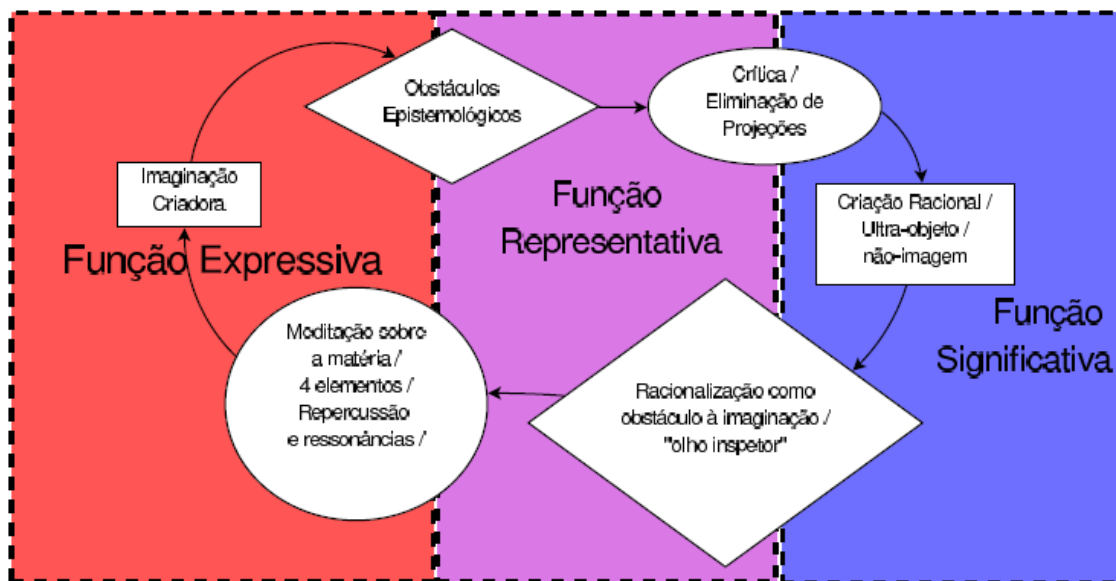 Obstáculos
Epistemológicos
Crítica /
Eliminação de
Projeções
Imaginação
Criadora
Função
Representativa
Criação Racional /
Ultra-objeto /
não-imagem
Função Expressiva
Função
Significativa
Meditação sobre
a matéria /
4 elementos /
Repercussão
e ressonâncias /
Racionalização como
obstáculo à imaginação /
"olho inspetor"